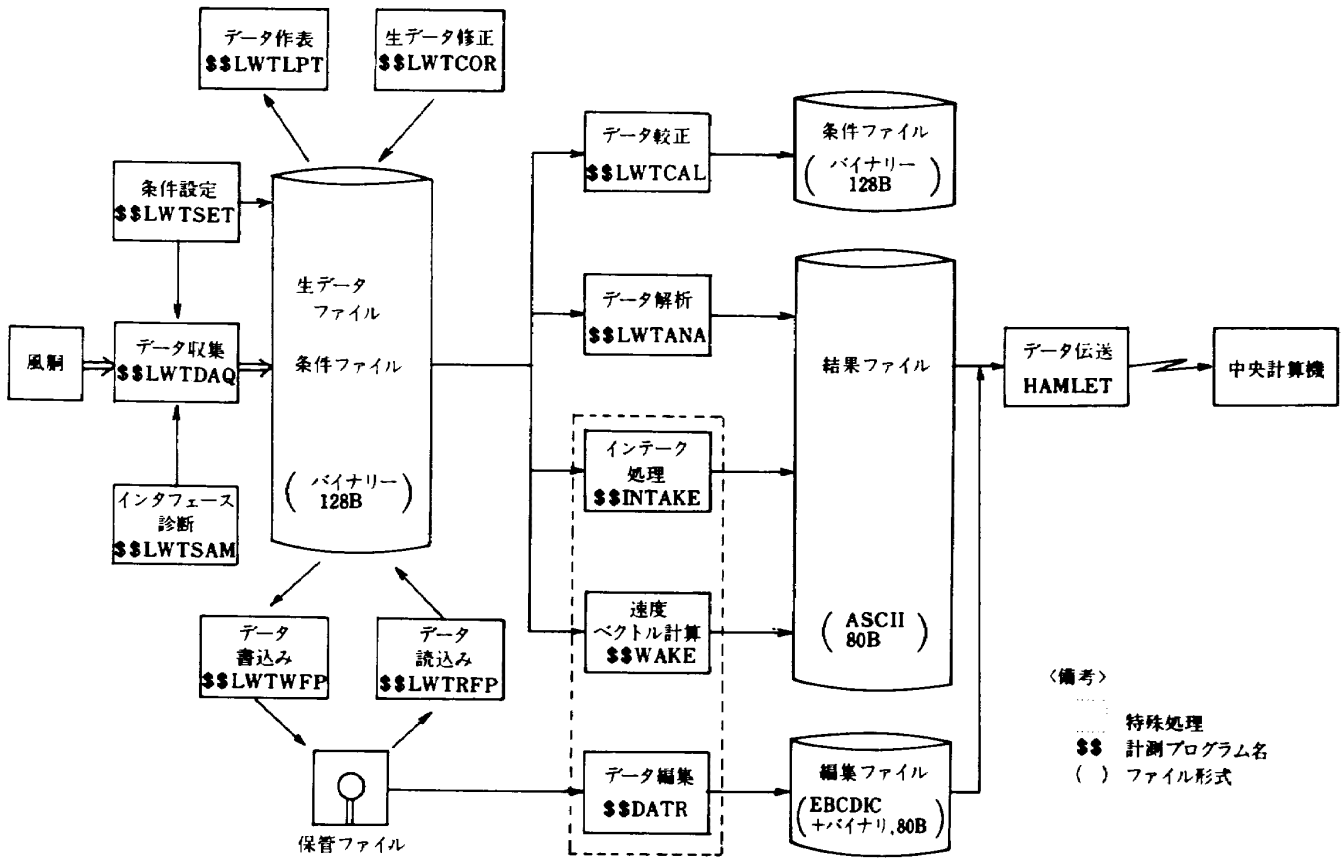 データ作表
$$LWTLPT
生データ修正
$$LWTCOR
条件設定
$$LWTSET
風胴
データ収集
$$LWTDAQ
インタフェース
診断
$$LWTSAM
生データ
ファイル
条件ファイル
(バイナリー
128B)
データ
書込み
$$LWTWFP
データ
読込み
$$LWTRFP
保管ファイル
データ較正
$$LWTCAL
データ解析
$$LWTANA
インテーク
処理
$$INTAKE
速度
ベクトル計算
$$WAKE
データ編集
$$DATR
条件ファイル
(バイナリー
128B)
結果ファイル
(ASCII
80B)
編集ファイル
(EBCDIC
+バイナリ,80B)
データ伝送
HAMLET
中央計算機
〈備考〉
特殊処理
$$ 計測プログラム名
( ) ファイル形式